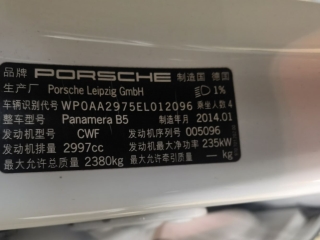 品牌 PORSCHE 制造国 德国
生产厂 Porsche Leipzig GmbH 1%
车辆识别代号 WP0AA2975EL012096 乘坐人数 4
整车型号 Panamera B5 制造年月 2014.01
发动机型号 CWF 发动机序列号 005096
发动机排量 2997cc 发动机最大净功率 235kW
最大允许总质量 2380kg 最大允许牵引质量 — kg